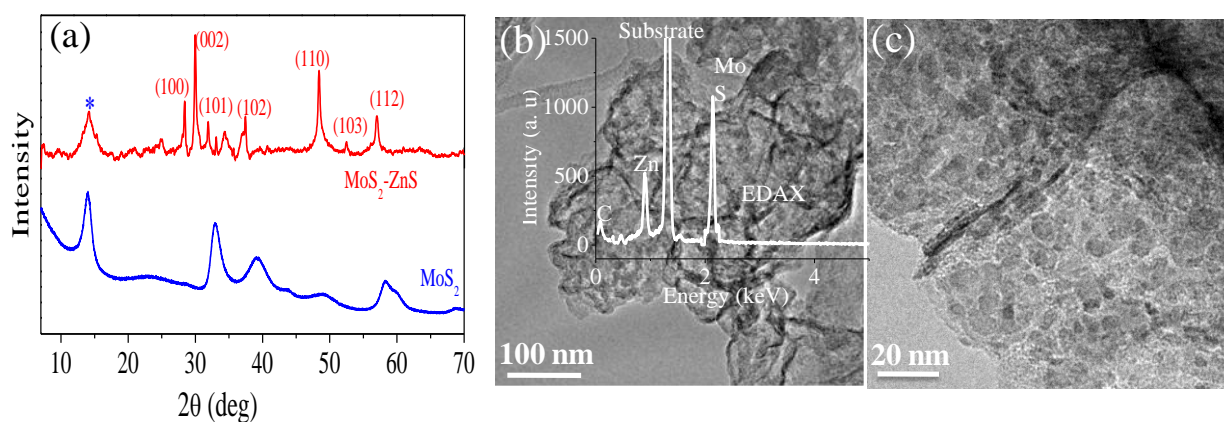 (a)
Intensity
*
(100)
(002)
(101)
(102)
(110)
(103)
(112)
MoS2-ZnS
MoS2
10 20 30 40 50 60 70
2θ (deg)
(b)
1500
1000
500
0
Intensity (a. u)
Substrate
Mo
S
Zn
C
EDAX
0 2 4
Energy (keV)
100 nm
(c)
20 nm